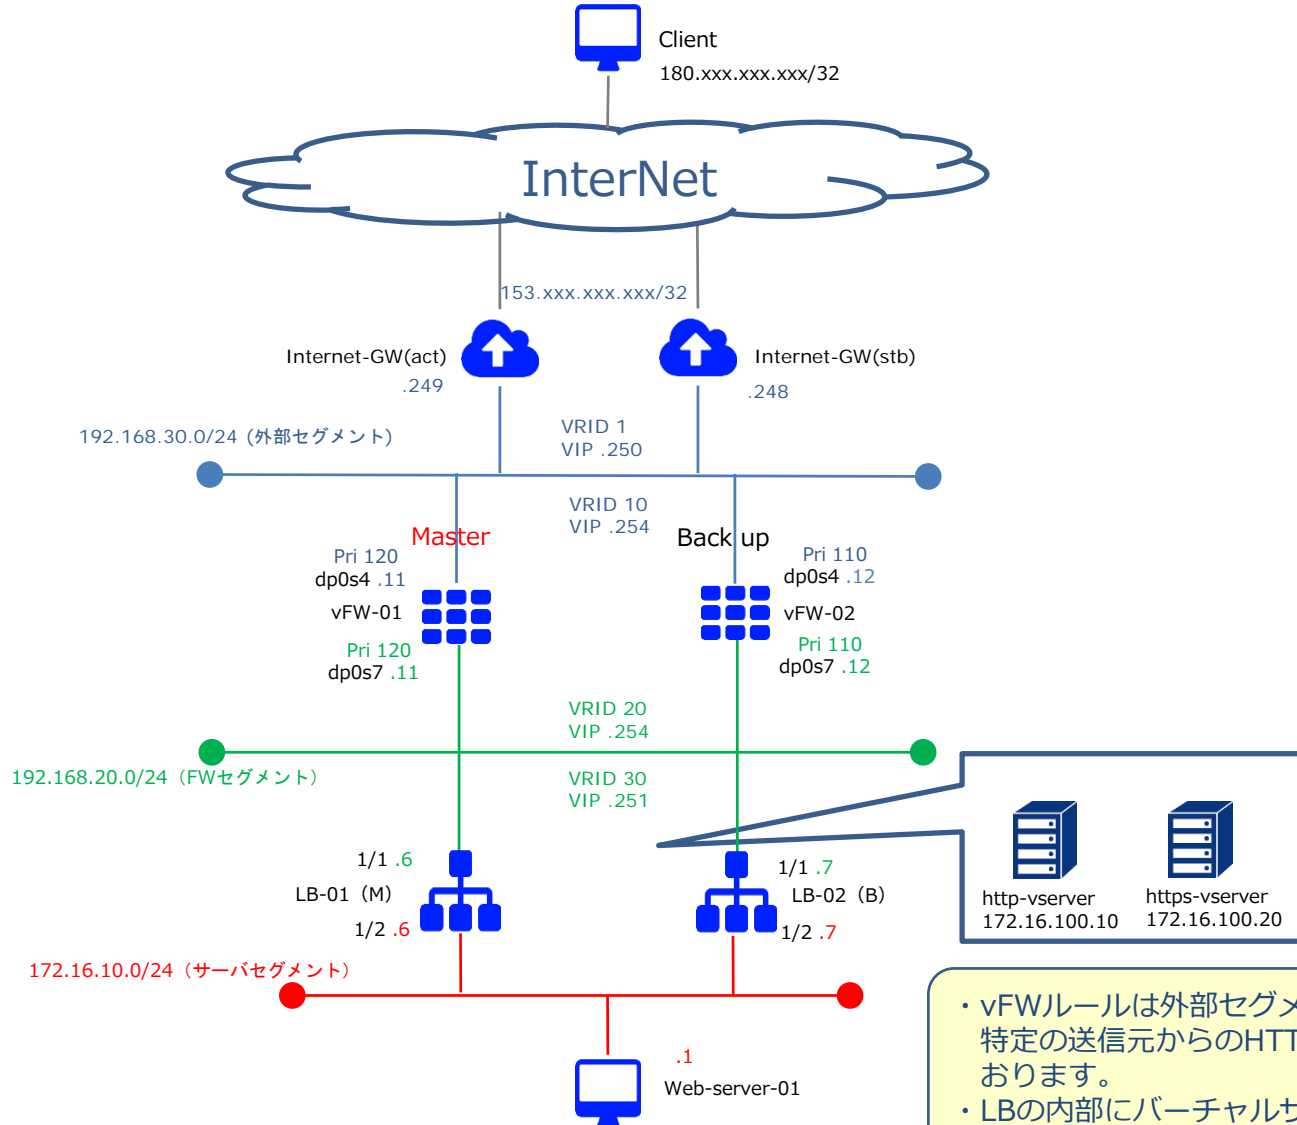 Client
180.xxx.xxx.xxx/32
InterNet
153.xxx.xxx.xxx/32
Internet-GW(act)
.249
Internet-GW(stb)
.248
192.168.30.0/24 (外部セグメント)
VRID 1
VIP .250
VRID 10
VIP .254
Master
Back up
Pri 120
dp0s4 .11
vFW-01
Pri 120
dp0s7 .11
Pri 110
dp0s4 .12
vFW-02
Pri 110
dp0s7 .12
VRID 20
VIP .254
192.168.20.0/24（FWセグメント）
VRID 30
VIP .251
1/1 .6
LB-01（M）
1/2 .6
1/1 .7
LB-02（B）
1/2 .7
http-vserver
172.16.100.10
https-vserver
172.16.100.20
172.16.10.0/24（サーバセグメント）
.1
Web-server-01
・vFWルールは外部セグメ
特定の送信元からのHTT
おります。
・LBの内部にバーチャルサ